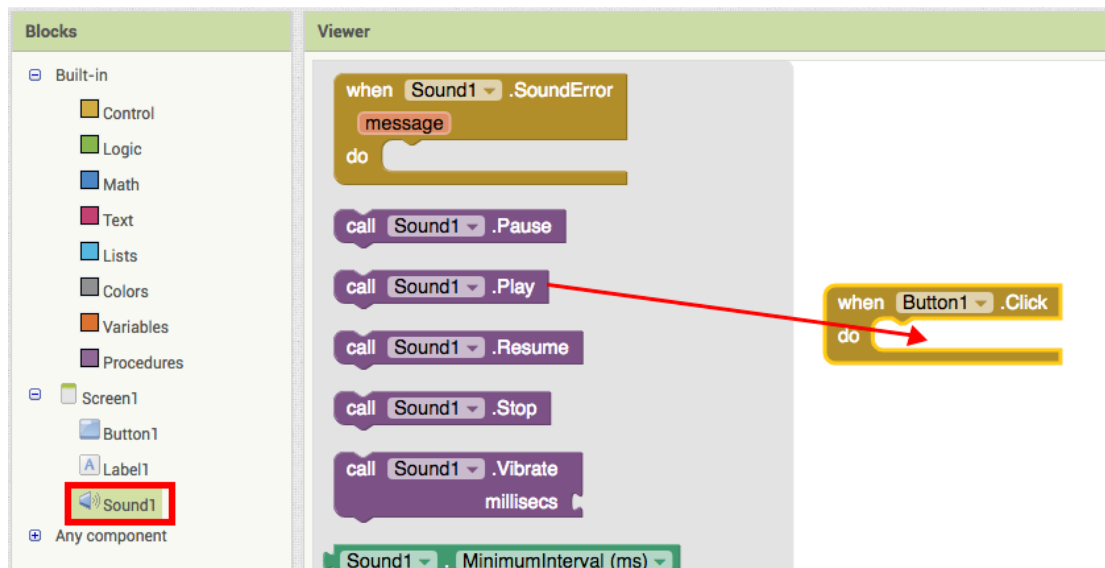 Blocks
Built-in
Control
Logic
Math
Text
Lists
Colors
Variables
Procedures
Screen1
Button1
A Label1
Sound1
Any component
Viewer
when Sound1 .SoundError
message
do
call Sound1 .Pause
call Sound1 .Play
call Sound1 .Resume
call Sound1 .Stop
call Sound1 .Vibrate
millisecs
Sound1 . MinimumInterval (ms)
when Button1 .Click
do